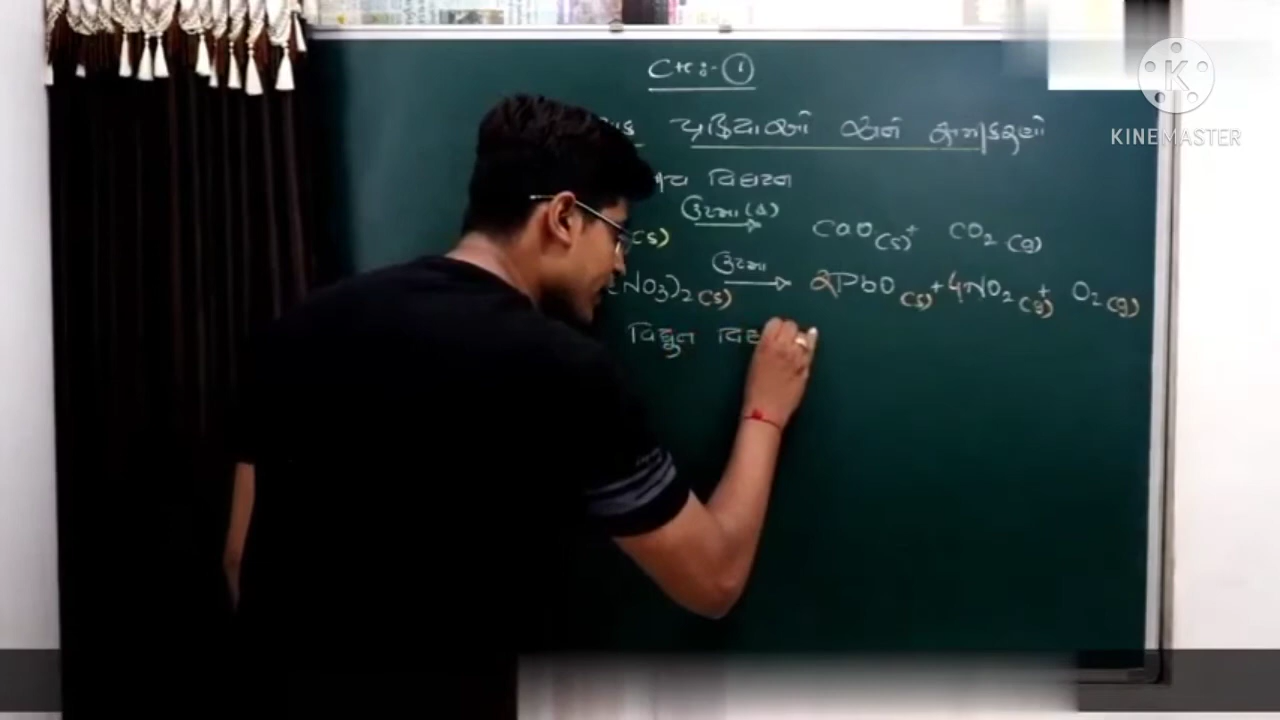 CH :- 1
પ્રક્રિયાઓ અને સમીકરણો
વિઘટન
(s) ઉષ્મા (Δ) → CaO(s) + CO2(g)
NO3)2(s) ઉષ્મા → 2PbO(s) + 4NO2(g) + O2(g)
વિદ્યુત
KINEMASTER